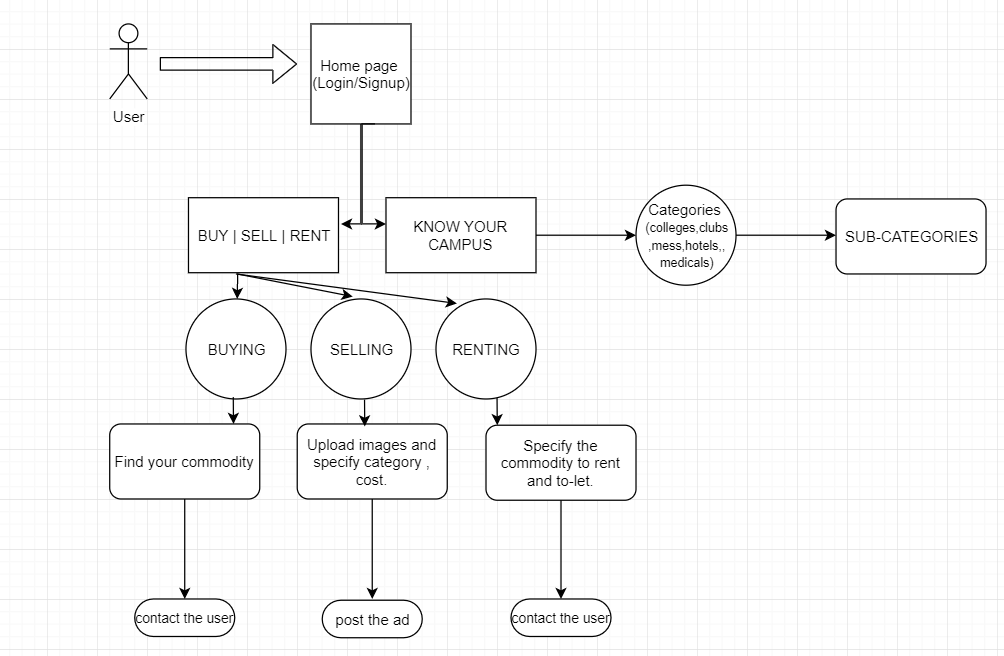 Home page
(Login/Signup)
User
BUY | SELL | RENT
KNOW YOUR
CAMPUS
Categories
(colleges,clubs
,mess,hotels,,
medicals)
SUB-CATEGORIES
BUYING
SELLING
RENTING
Find your commodity
Upload images and
specify category ,
cost.
Specify the
commodity to rent
and to-let.
contact the user
post the ad
contact the user